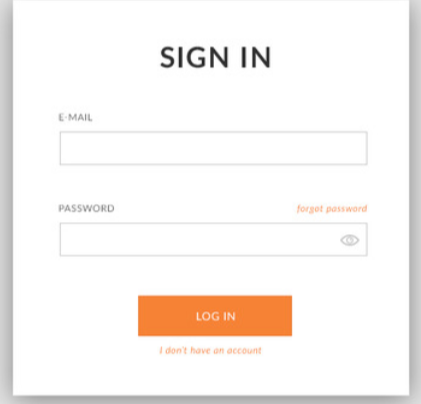 SIGN IN
E-MAIL
PASSWORD forgot password
LOG IN
I don't have an account